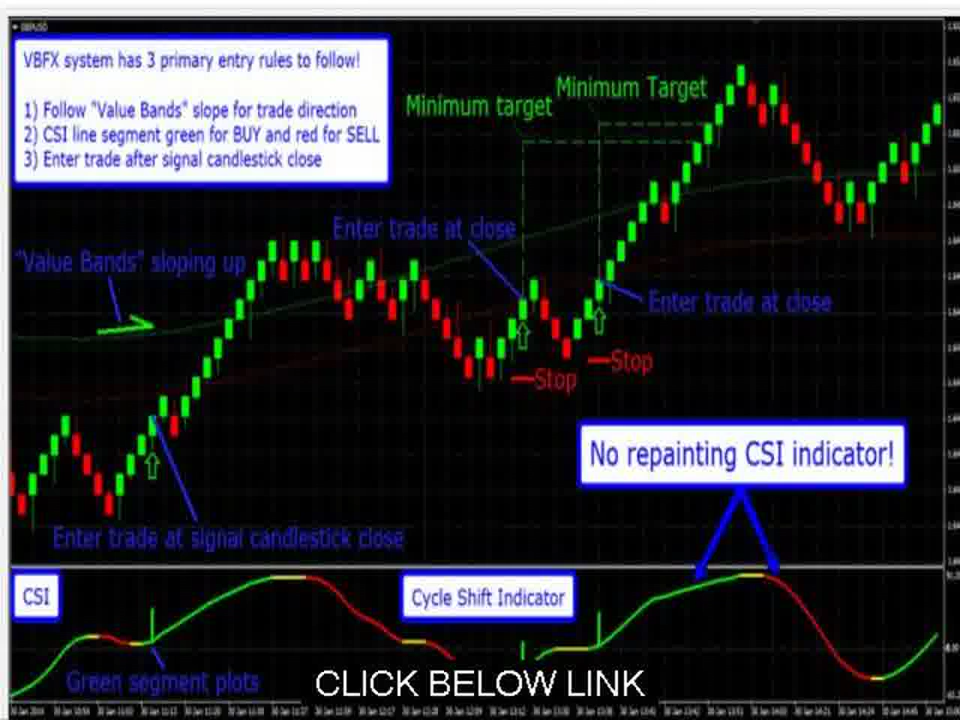 GBPUSD
VBFX system has 3 primary entry rules to follow!
1) Follow "Value Bands" slope for trade direction
2) CSI line segment green for BUY and red for SELL
3) Enter trade after signal candlestick close
Minimum target
Minimum Target
Enter trade at close
"Value Bands" sloping up
Enter trade at close
Stop
Stop
No repainting CSI indicator!
Enter trade at signal candlestick close
CSI
Cycle Shift Indicator
Green segment plots
CLICK BELOW LINK